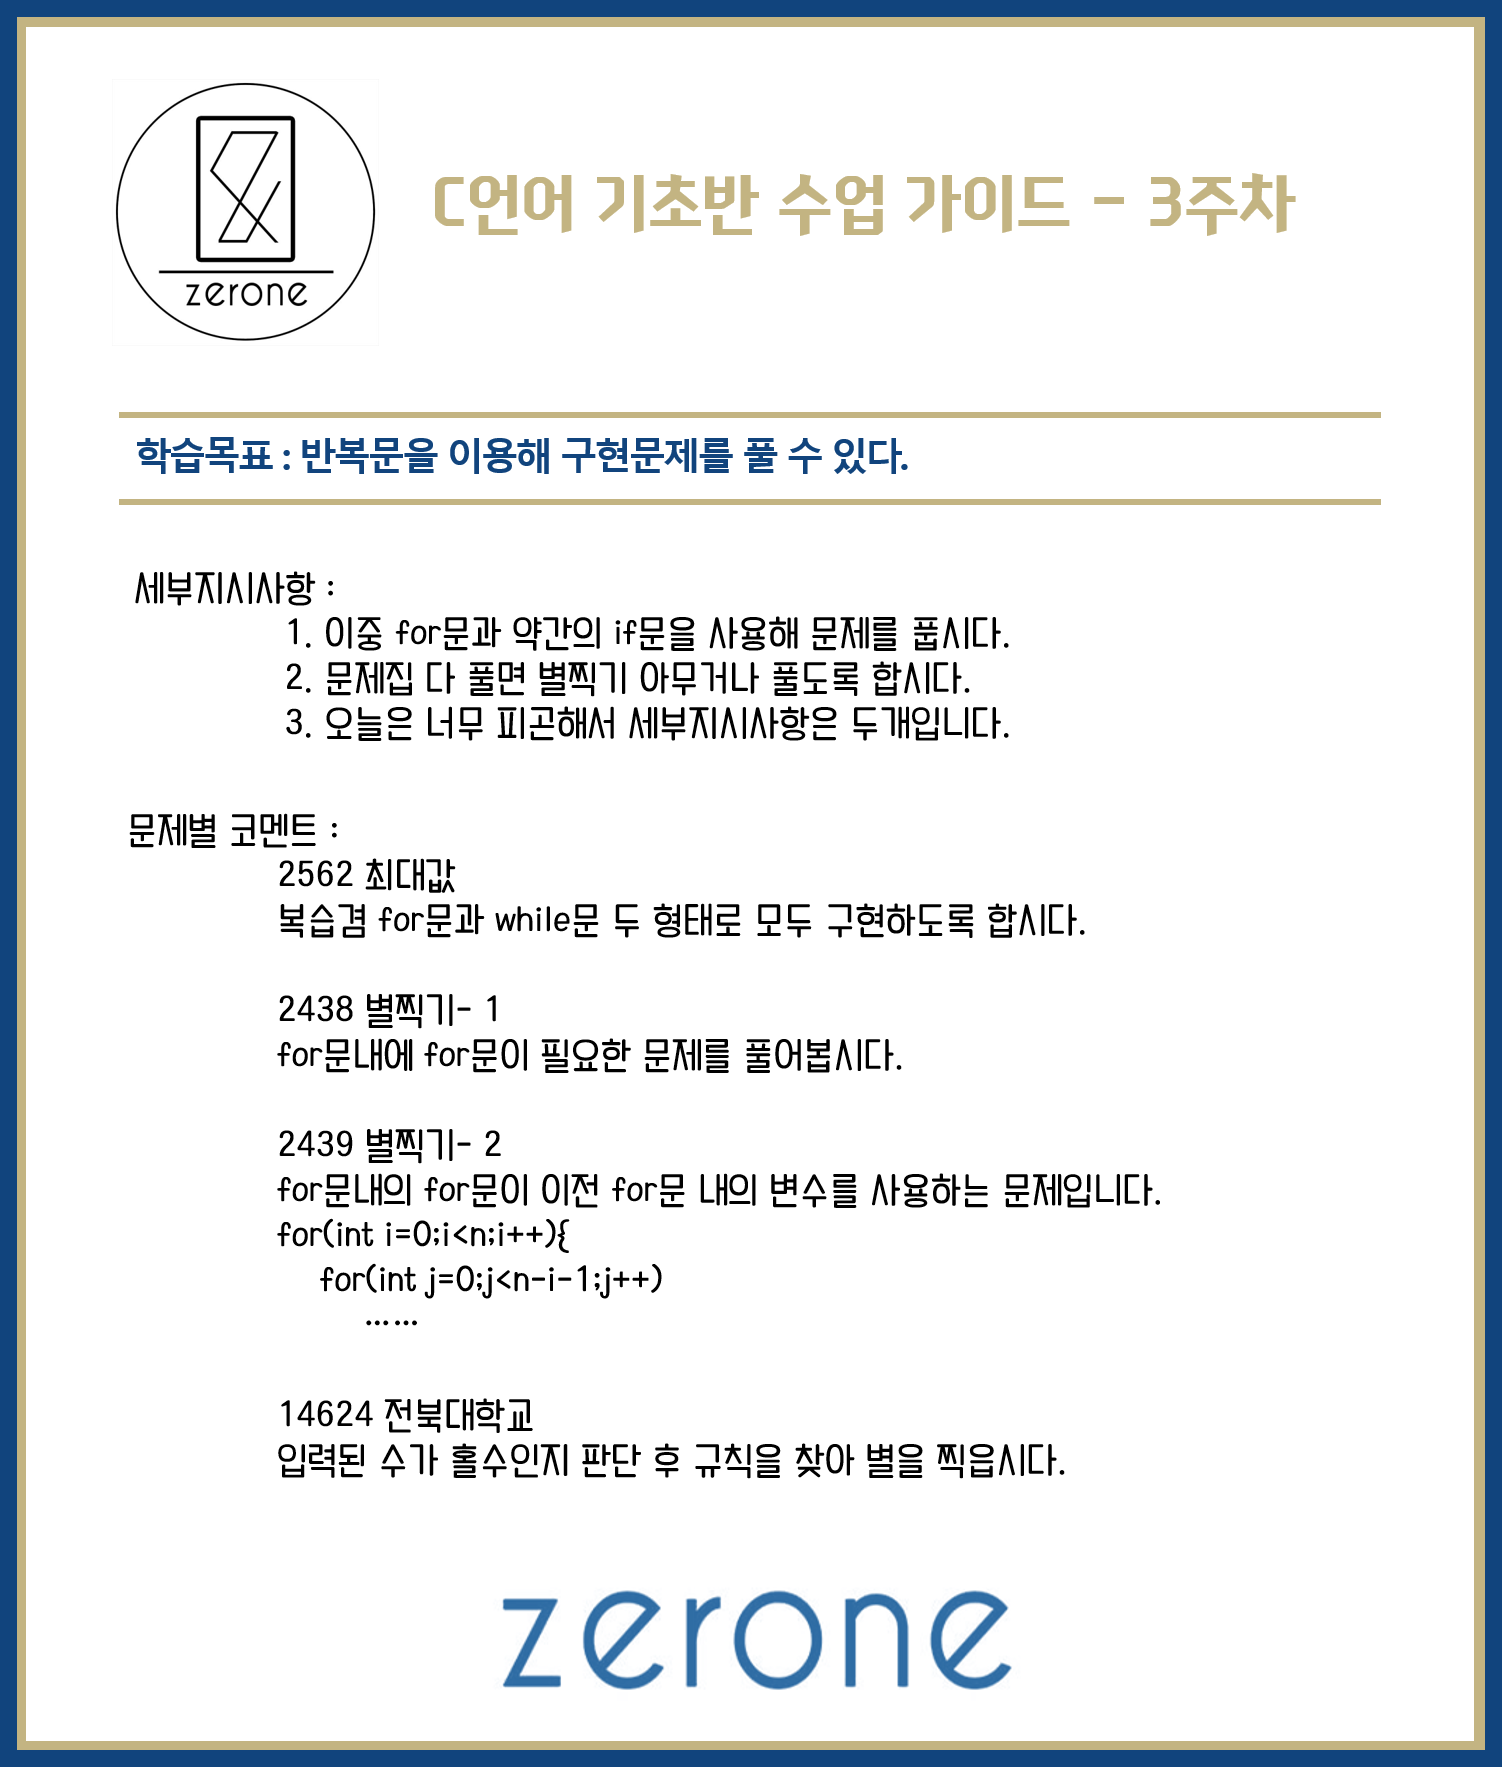 zerone
C언어 기초반 수업 가이드 - 3주차
학습목표 : 반복문을 이용해 구현문제를 풀 수 있다.
세부지시사항 :
1. 이중 for문과 약간의 if문을 사용해 문제를 풉시다.
2. 문제집 다 풀면 별찍기 아무거나 풀도록 합시다.
3. 오늘은 너무 피곤해서 세부지시사항은 두개입니다.
문제별 코멘트 :
2562 최대값
복습겸 for문과 while문 두 형태로 모두 구현하도록 합시다.
2438 별찍기- 1
for문내에 for문이 필요한 문제를 풀어봅시다.
2439 별찍기- 2
for문내의 for문이 이전 for문 내의 변수를 사용하는 문제입니다.
for(int i=0;i<n;i++){
for(int j=0;j<n-i-1;j++)
......
14624 전북대학교
입력된 수가 홀수인지 판단 후 규칙을 찾아 별을 찍읍시다.
zerone